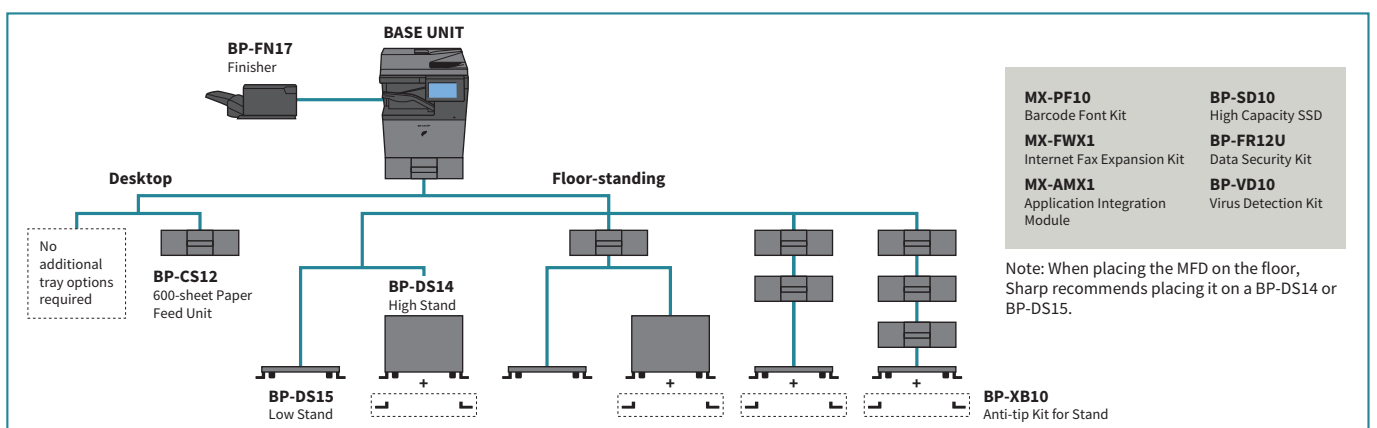 BASE UNIT
BP-FN17
Finisher
Desktop
Floor-standing
No
additional
tray options
required
BP-CS12
600-sheet Paper
Feed Unit
BP-DS14
High Stand
BP-DS15
Low Stand
+
+
+
+
BP-XB10
Anti-tip Kit for Stand
MX-PF10
Barcode Font Kit
MX-FWX1
Internet Fax Expansion Kit
MX-AMX1
Application Integration
Module
BP-SD10
High Capacity SSD
BP-FR12U
Data Security Kit
BP-VD10
Virus Detection Kit
Note: When placing the MFD on the floor,
Sharp recommends placing it on a BP-DS14 or
BP-DS15.